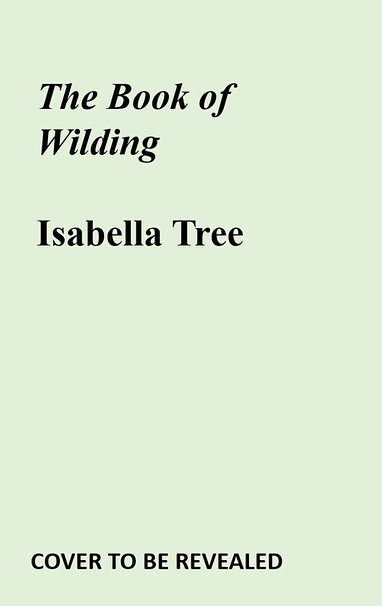 The Book of
Wilding
Isabella Tree
COVER TO BE REVEALED